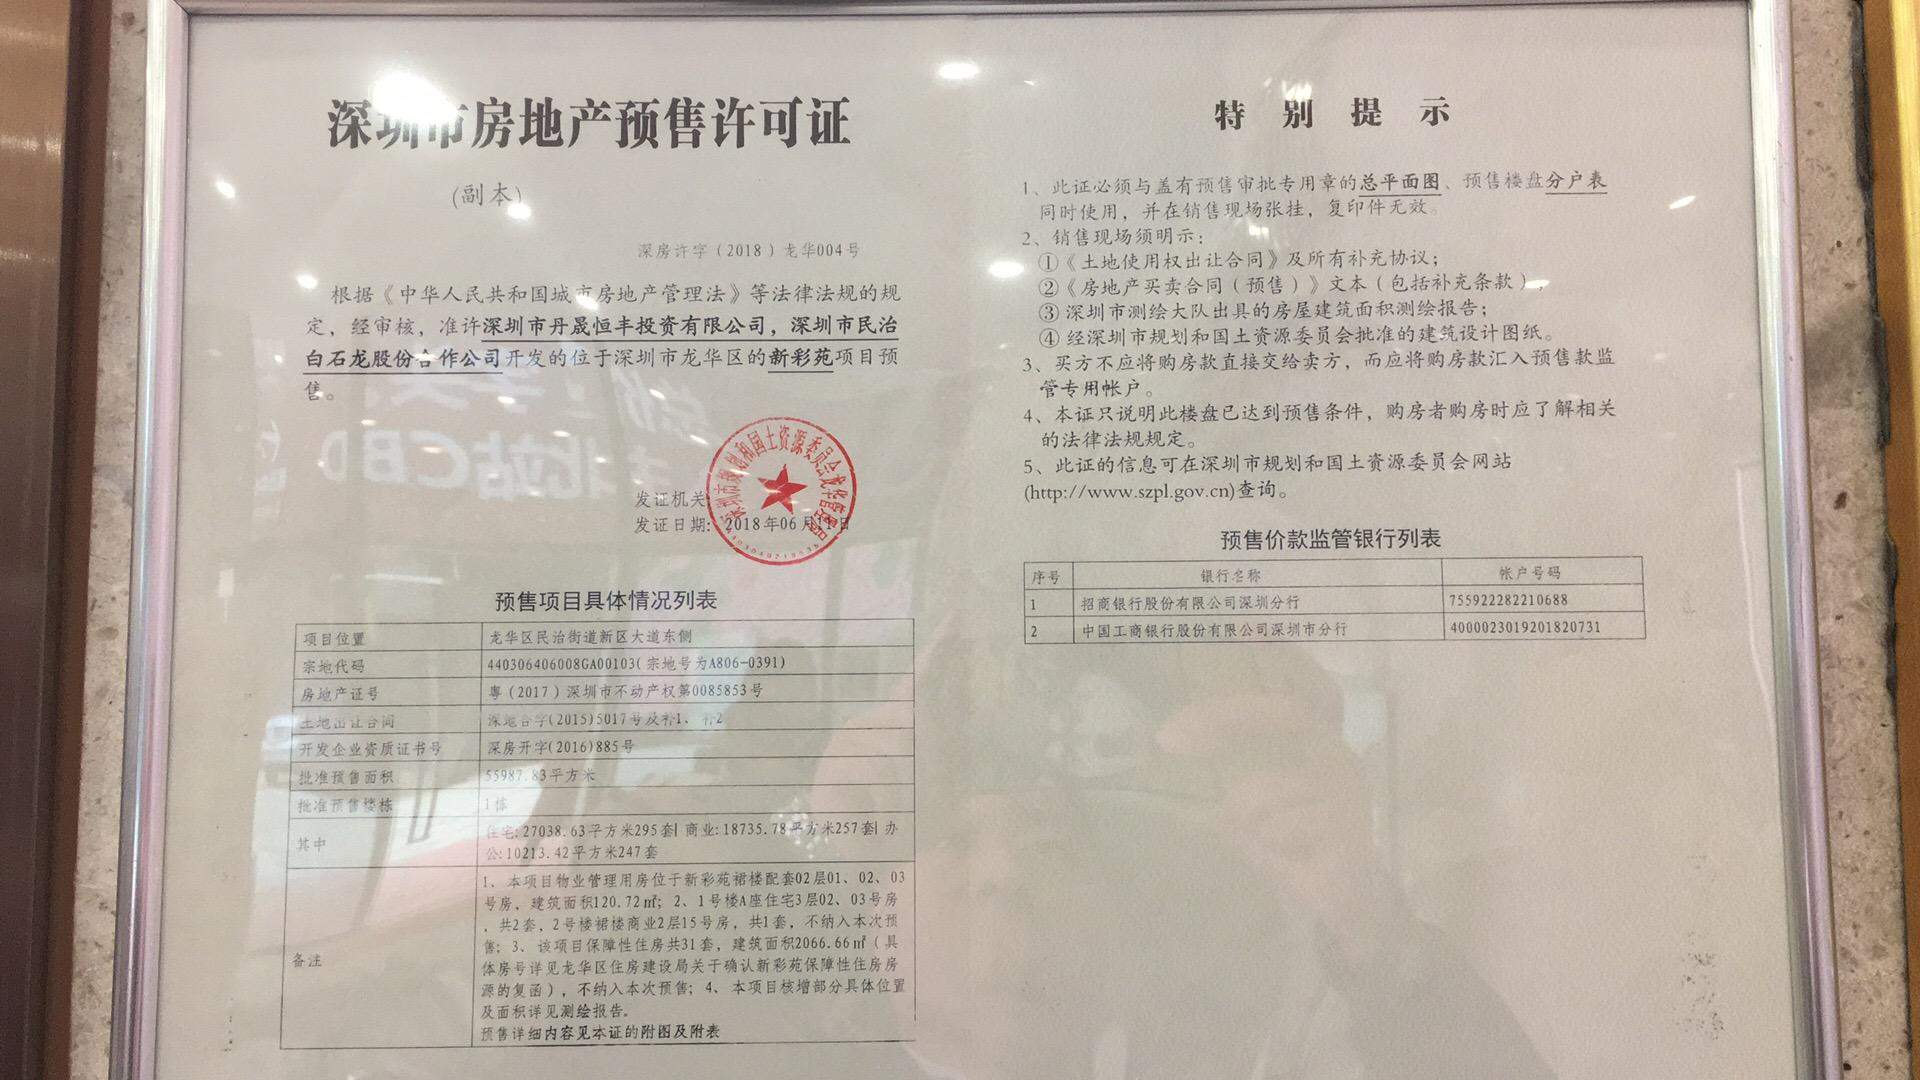 深圳市房地产预售许可证
(副本)
深房许字（2018）龙华004号
根据《中华人民共和国城市房地产管理法》等法律法规的规
定，经审核，准许深圳市丹晟恒丰投资有限公司，深圳市民治
白石龙股份合作公司开发的位于深圳市龙华区的新彩苑项目预
售。
发证机关:
发证日期: 2018年06月11日
深圳市规划和国土资源委员会龙华管理局
预售项目具体情况列表
项目位置 龙华区民治街道新区大道东侧
宗地代码 440306406008GA00103(宗地号为A806-0391)
房地产证号 粤（2017）深圳市不动产权第0085853号
土地出让合同 深地合字(2015)5017号及补1、补2
开发企业资质证书号 深房开字(2016)885号
批准预售面积 55987.83平方米
批准预售楼栋 1栋
其中 住宅:27038.63平方米295套|商业:18735.78平方米257套|办
公:10213.42平方米247套
备注 1、本项目物业管理用房位于新彩苑裙楼配套02层01、02、03
号房，建筑面积120.72㎡；2、1号楼A座住宅3层02、03号房
，共2套，2号楼裙楼商业2层15号房，共1套，不纳入本次预
售；3、该项目保障性住房共31套，建筑面积2066.66㎡（具
体房号详见龙华区住房建设局关于确认新彩苑保障性住房房
源的复函），不纳入本次预售；4、本项目核增部分具体位置
及面积详见测绘报告。
预售详细内容见本证的附图及附表
特别提示
1、此证必须与盖有预售审批专用章的总平面图、预售楼盘分户表
同时使用，并在销售现场张挂，复印件无效。
2、销售现场须明示：
①《土地使用权出让合同》及所有补充协议；
②《房地产买卖合同（预售）》文本（包括补充条款），
③深圳市测绘大队出具的房屋建筑面积测绘报告；
④经深圳市规划和国土资源委员会批准的建筑设计图纸。
3、买方不应将购房款直接交给卖方，而应将购房款汇入预售款监
管专用帐户。
4、本证只说明此楼盘已达到预售条件，购房者购房时应了解相关
的法律法规规定。
5、此证的信息可在深圳市规划和国土资源委员会网站
(http://www.szpl.gov.cn)查询。
预售价款监管银行列表
序号 银行名称 帐户号码
1 招商银行股份有限公司深圳分行 755922282210688
2 中国工商银行股份有限公司深圳市分行 4000023019201820731